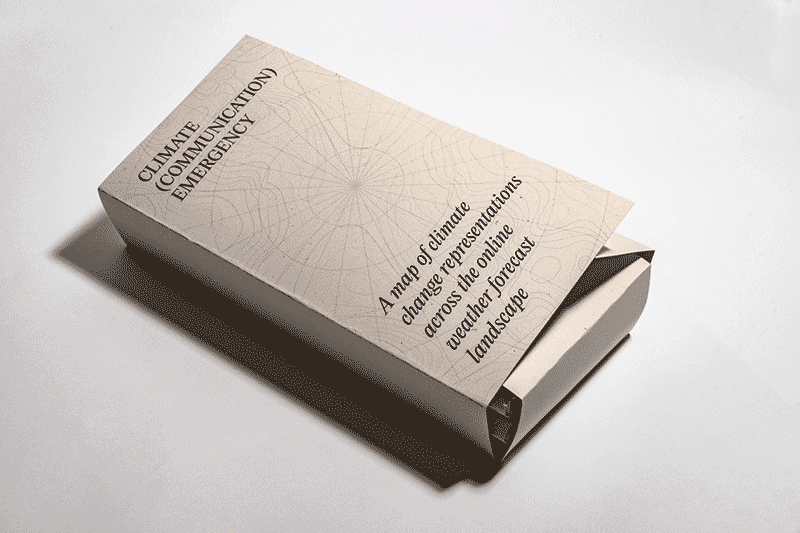 CLIMATE
(COMMUNICATION)
EMERGENCY
A map of climate
change representations
across the online
weather forecast
landscape